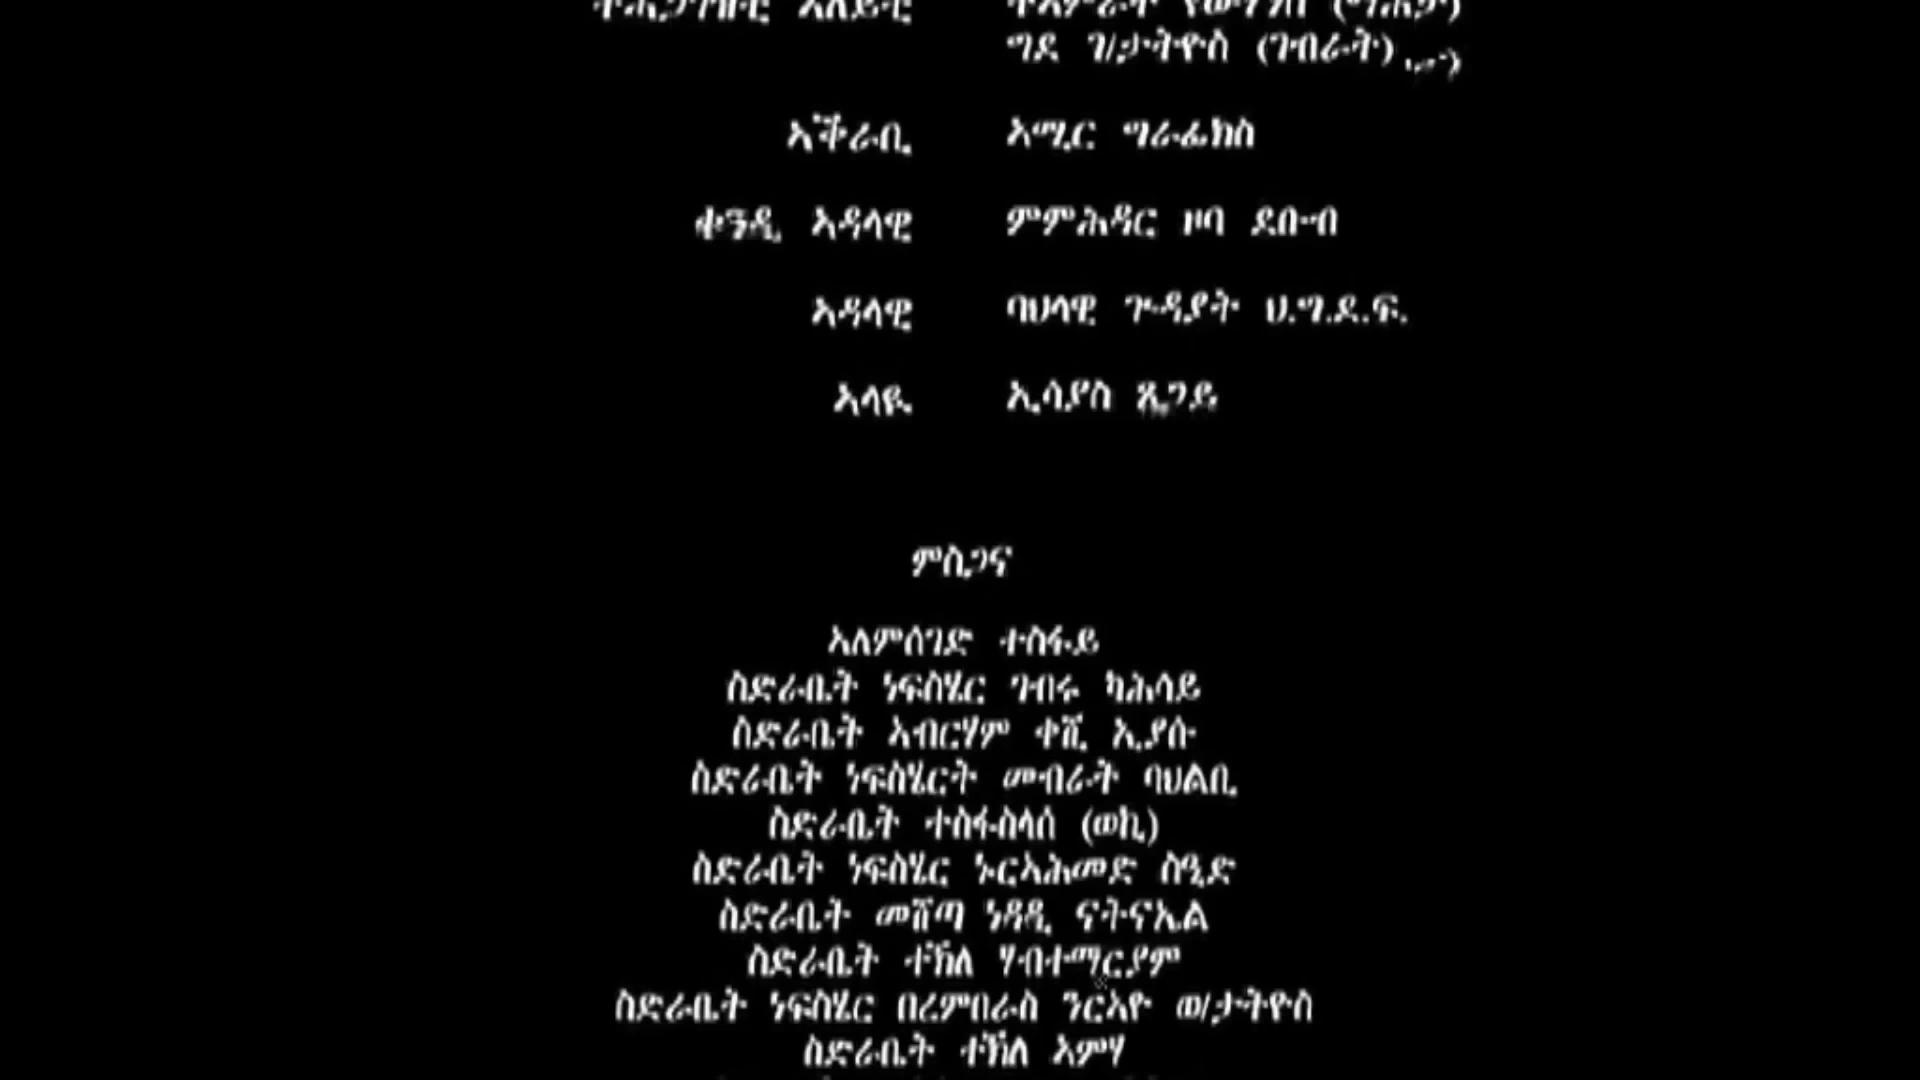 ግደ ገ/ታትዮስ (ገብራት)
ኣቕራቢ ኣሚር ግራፊክስ
ቀንዲ ኣዳላዊ ምምሕዳር ዞባ ደቡብ
ኣዳላዊ ባህላዊ ጉዳያት ህ.ግ.ደ.ፍ.
ኣላዪ ኢሳያስ ጺጋይ
ምስጋና
ኣለምሰገድ ተስፋይ
ስድራቤት ነፍስሄር ገብሩ ካሕሳይ
ስድራቤት ኣብርሃም ቀሺ ኢያሱ
ስድራቤት ነፍስሄርት መብራት ባህልቢ
ስድራቤት ተስፋስላሰ (ወኪ)
ስድራቤት ነፍስሄር ኑርኣሕመድ ስዒድ
ስድራቤት መሸጣ ነዳዲ ናትናኤል
ስድራቤት ተኽለ ሃብተማርያም
ስድራቤት ነፍስሄር በረምበራስ ንርኣዮ ወ/ታትዮስ
ስድራቤት ተኽለ ኣምሃ